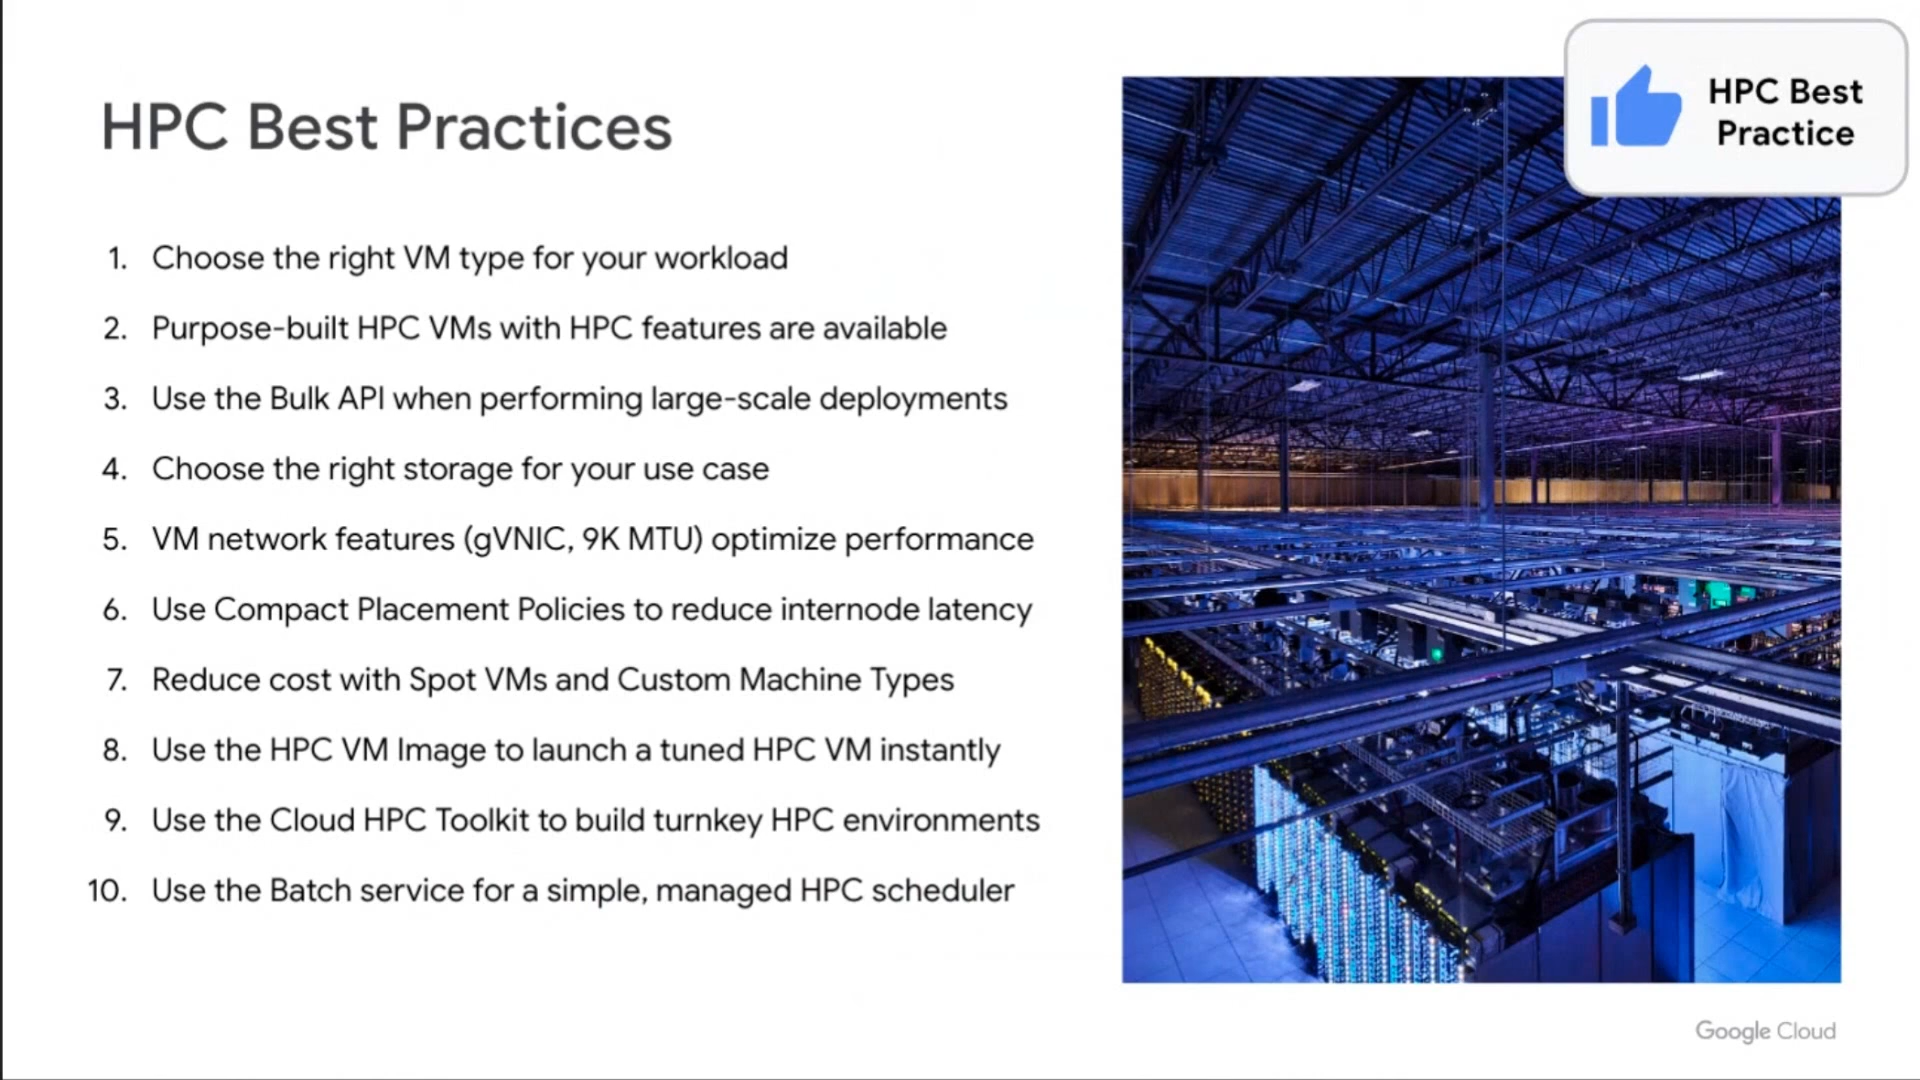 HPC Best
Practice
HPC Best Practices
1. Choose the right VM type for your workload
2. Purpose-built HPC VMs with HPC features are available
3. Use the Bulk API when performing large-scale deployments
4. Choose the right storage for your use case
5. VM network features (gVNIC, 9K MTU) optimize performance
6. Use Compact Placement Policies to reduce internode latency
7. Reduce cost with Spot VMs and Custom Machine Types
8. Use the HPC VM Image to launch a tuned HPC VM instantly
9. Use the Cloud HPC Toolkit to build turnkey HPC environments
10. Use the Batch service for a simple, managed HPC scheduler
Google Cloud